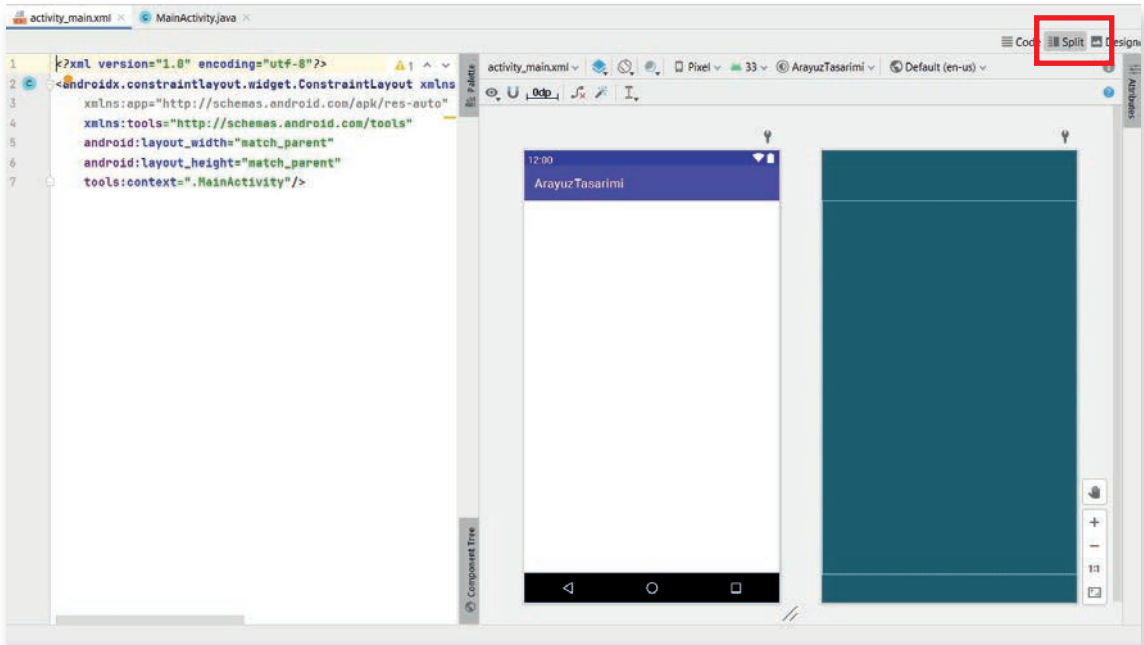 activity_main.xml
MainActivity.java
Code Split Design
1 <?xml version="1.0" encoding="utf-8"?> 1
2 <androidx.constraintlayout.widget.ConstraintLayout xmlns
3 xmlns:app="http://schemas.android.com/apk/res-auto"
4 xmlns:tools="http://schemas.android.com/tools"
5 android:layout_width="match_parent"
6 android:layout_height="match_parent"
7 tools:context=".MainActivity"/>
Palette
Component Tree
activity_main.xml Pixel 33 ArayuzTasarimi Default (en-us)
0dp
Attributes
12:00
ArayuzTasarimi
1:1